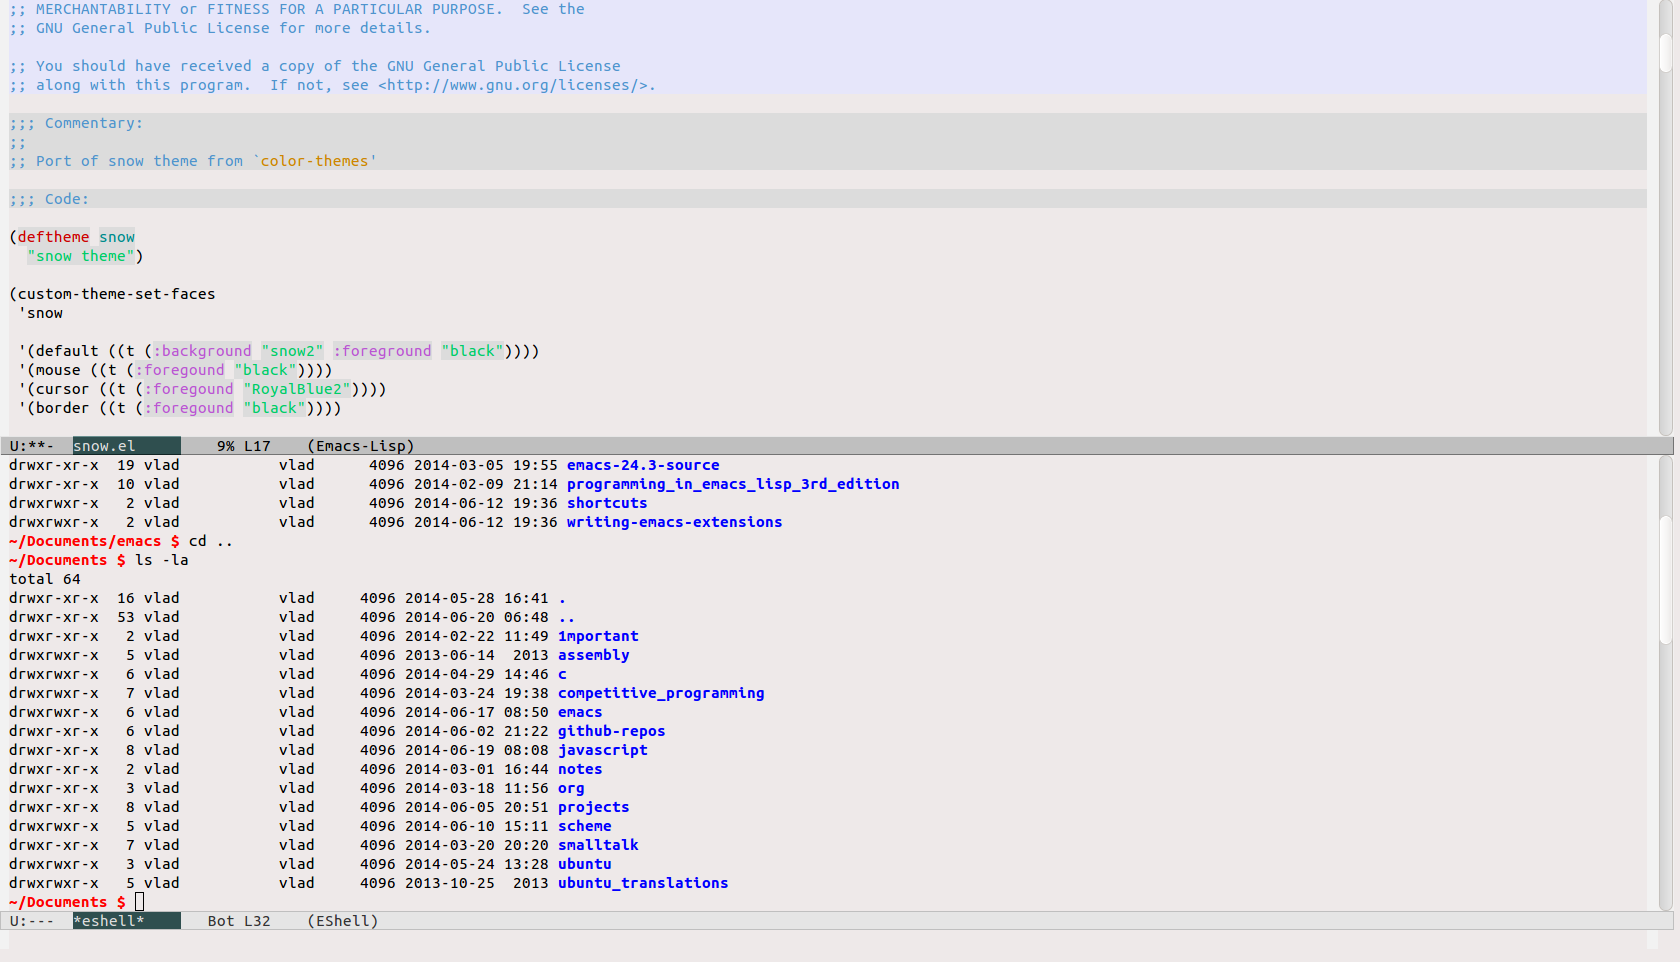 ;; MERCHANTABILITY or FITNESS FOR A PARTICULAR PURPOSE.  See the
;; GNU General Public License for more details.

;; You should have received a copy of the GNU General Public License
;; along with this program.  If not, see <http://www.gnu.org/licenses/>.

;;; Commentary:
;;
;; Port of snow theme from `color-themes'

;;; Code:

(deftheme snow
  "snow theme")

(custom-theme-set-faces
 'snow

 '(default ((t (:background "snow2" :foreground "black"))))
 '(mouse ((t (:foregound "black"))))
 '(cursor ((t (:foregound "RoyalBlue2"))))
 '(border ((t (:foregound "black"))))

U:**-  snow.el         9% L17    (Emacs-Lisp)
drwxr-xr-x  19 vlad           vlad      4096 2014-03-05 19:55 emacs-24.3-source
drwxr-xr-x  10 vlad           vlad      4096 2014-02-09 21:14 programming_in_emacs_lisp_3rd_edition
drwxrwxr-x   2 vlad           vlad      4096 2014-06-12 19:36 shortcuts
drwxrwxr-x   2 vlad           vlad      4096 2014-06-12 19:36 writing-emacs-extensions
~/Documents/emacs $ cd ..
~/Documents $ ls -la
total 64
drwxr-xr-x  16 vlad           vlad     4096 2014-05-28 16:41 .
drwxr-xr-x  53 vlad           vlad     4096 2014-06-20 06:48 ..
drwxr-xr-x   2 vlad           vlad     4096 2014-02-22 11:49 1mportant
drwxrwxr-x   5 vlad           vlad     4096 2013-06-14  2013 assembly
drwxrwxr-x   6 vlad           vlad     4096 2014-04-29 14:46 c
drwxrwxr-x   7 vlad           vlad     4096 2014-03-24 19:38 competitive_programming
drwxrwxr-x   6 vlad           vlad     4096 2014-06-17 08:50 emacs
drwxrwxr-x   6 vlad           vlad     4096 2014-06-02 21:22 github-repos
drwxr-xr-x   8 vlad           vlad     4096 2014-06-19 08:08 javascript
drwxr-xr-x   2 vlad           vlad     4096 2014-03-01 16:44 notes
drwxr-xr-x   3 vlad           vlad     4096 2014-03-18 11:56 org
drwxr-xr-x   8 vlad           vlad     4096 2014-06-05 20:51 projects
drwxrwxr-x   5 vlad           vlad     4096 2014-06-10 15:11 scheme
drwxrwxr-x   7 vlad           vlad     4096 2014-03-20 20:20 smalltalk
drwxrwxr-x   3 vlad           vlad     4096 2014-05-24 13:28 ubuntu
drwxrwxr-x   5 vlad           vlad     4096 2013-10-25  2013 ubuntu_translations
~/Documents $
U:---  *eshell*       Bot L32    (EShell)